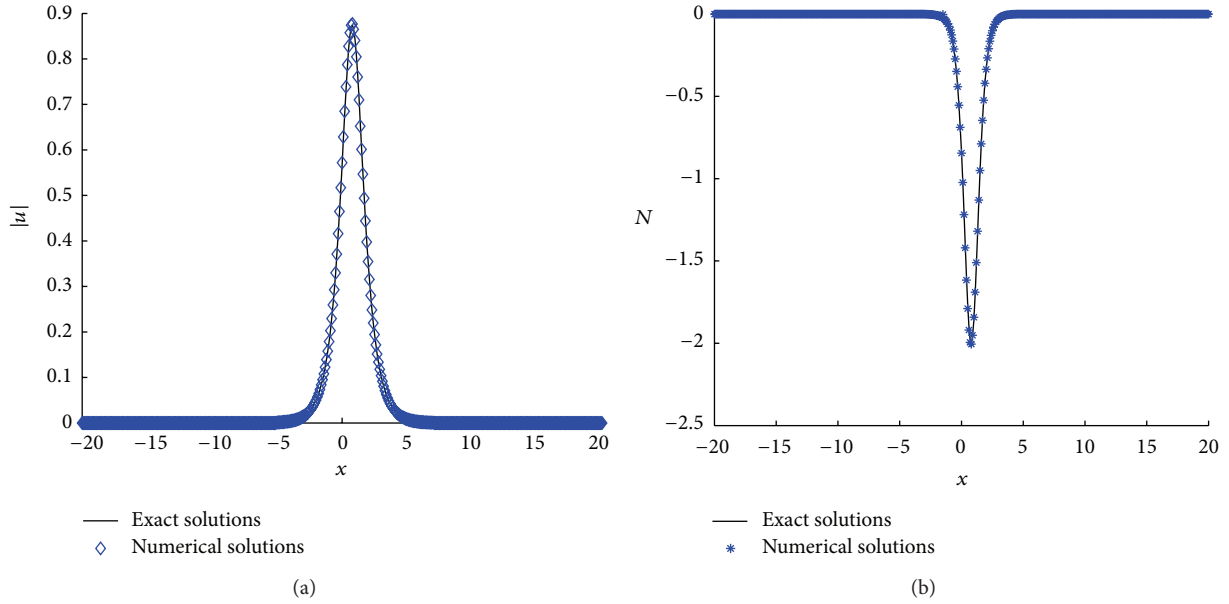 0.9
0.8
0.7
0.6
0.5
0.4
0.3
0.2
0.1
0
|u|
−20 −15 −10 −5 0 5 10 15 20
x
Exact solutions
Numerical solutions
(a)
0
−0.5
−1
−1.5
−2
−2.5
N
−20 −15 −10 −5 0 5 10 15 20
x
Exact solutions
Numerical solutions
(b)